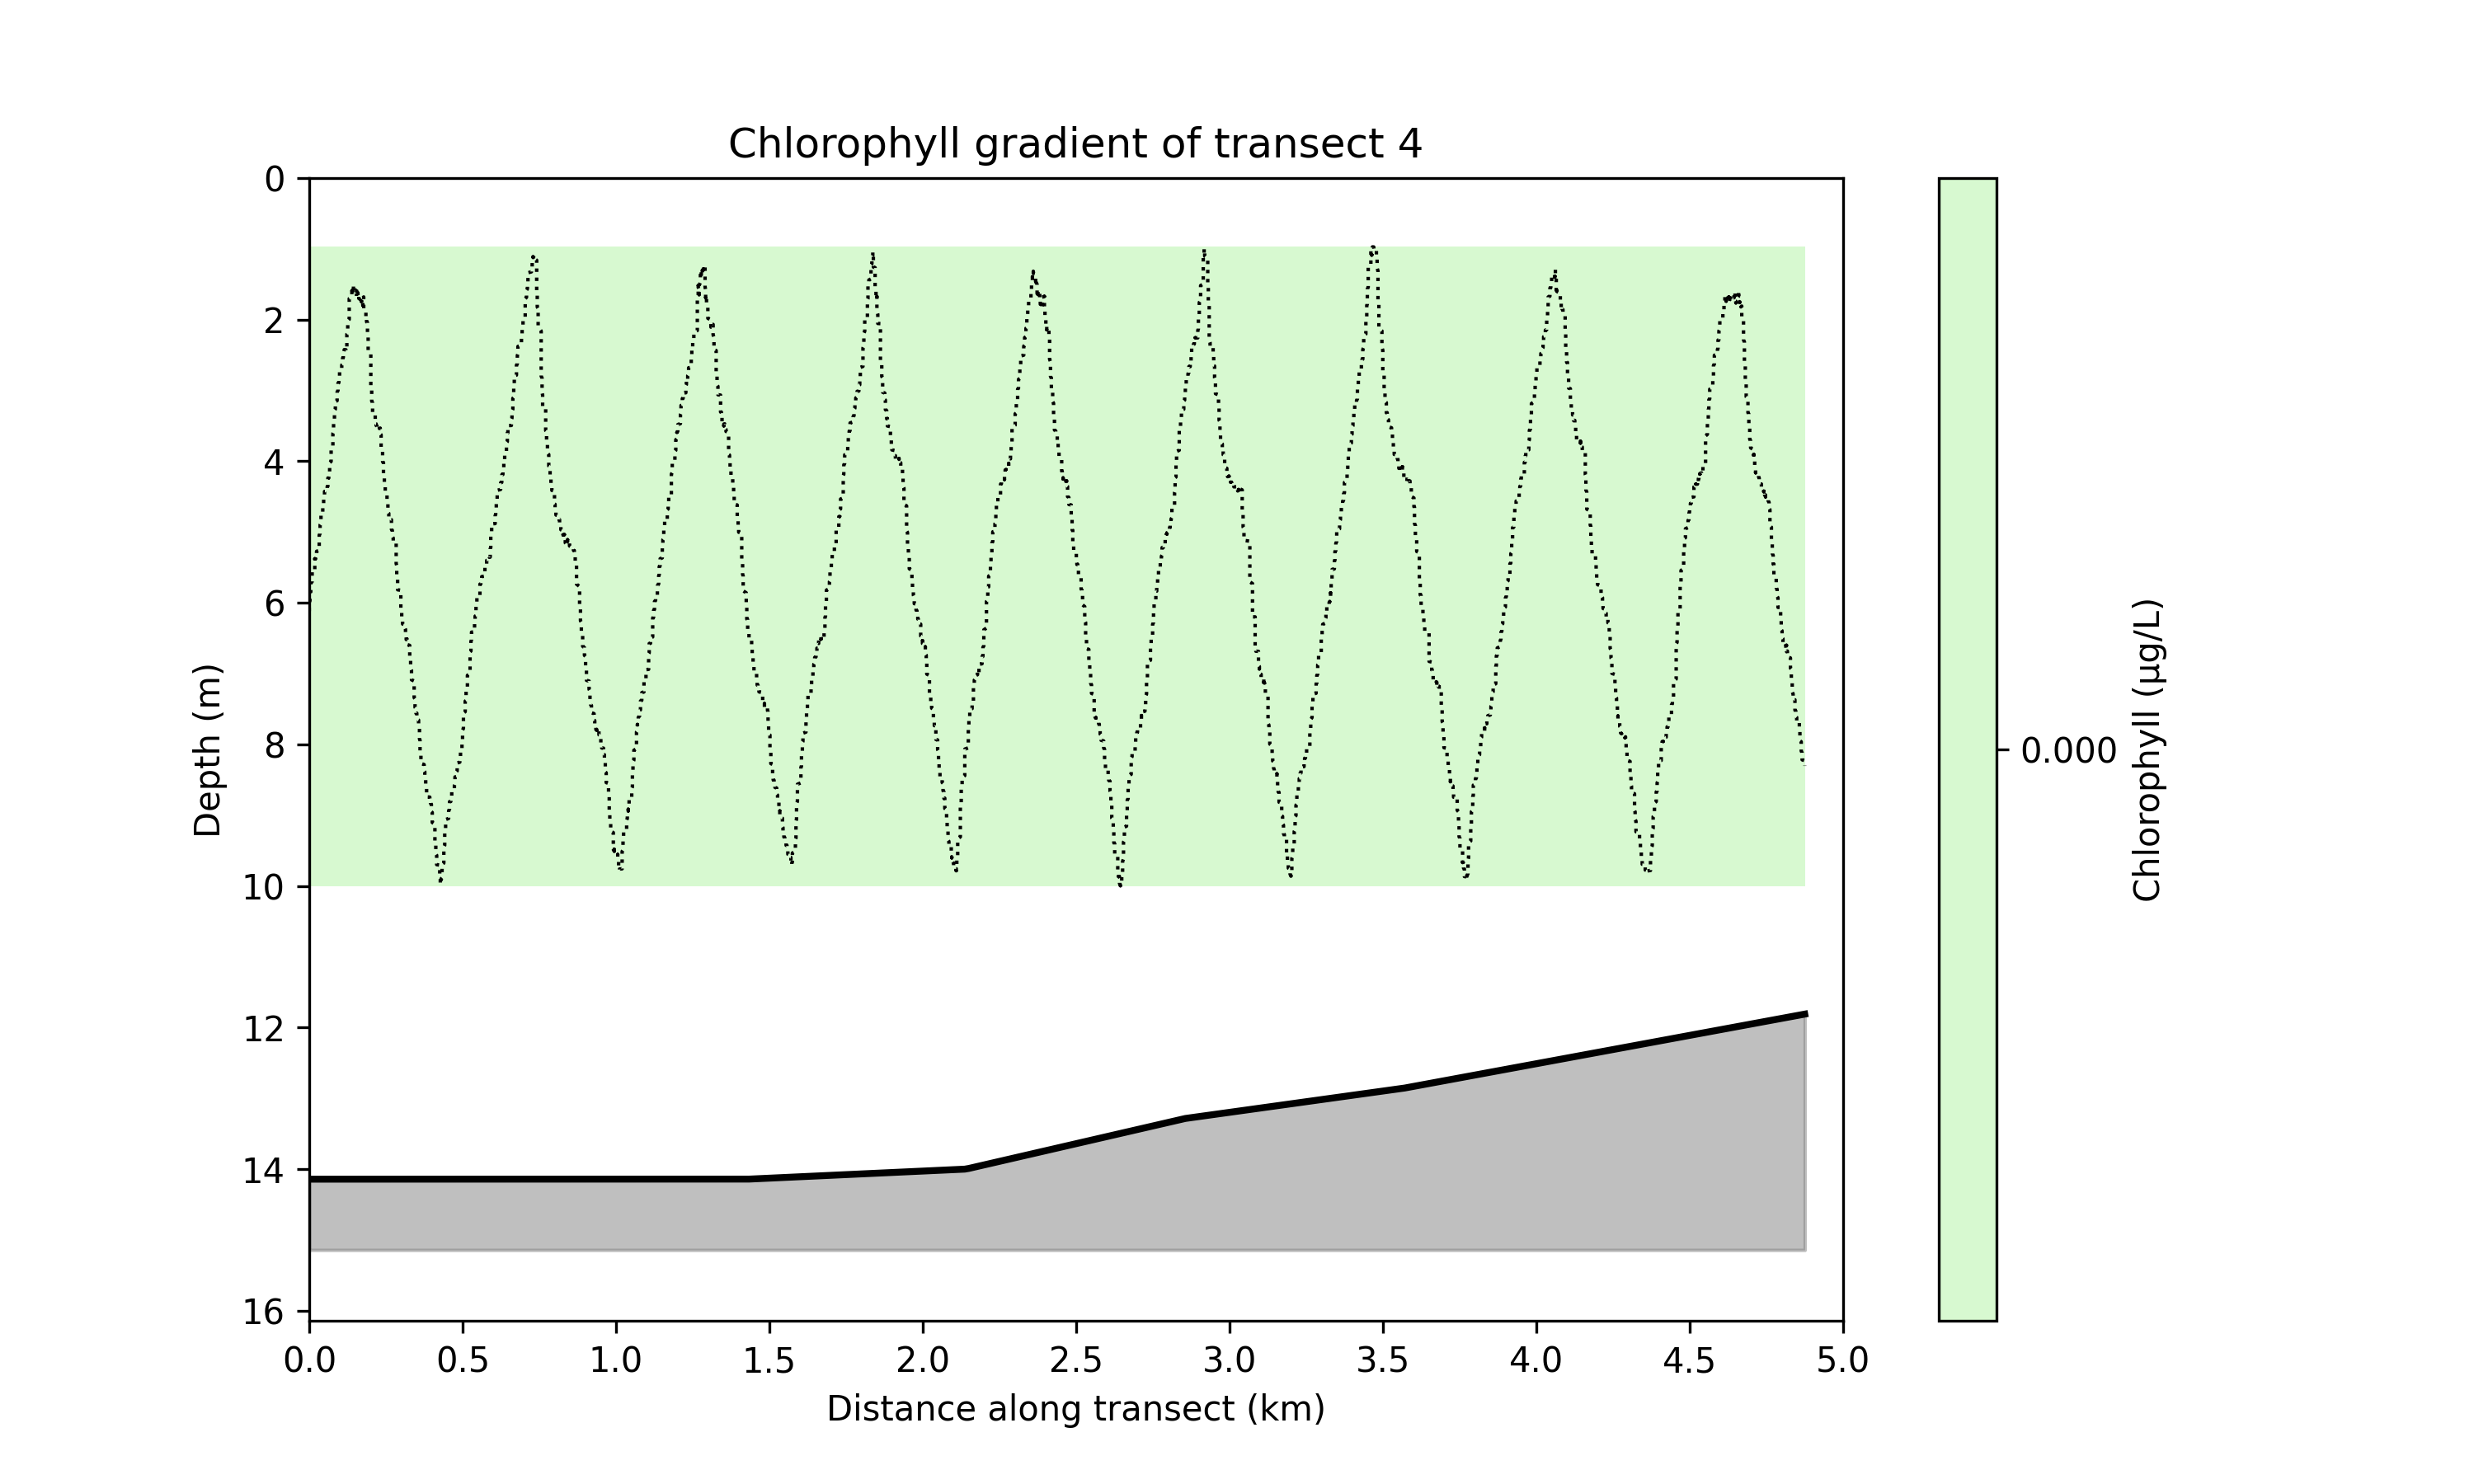 Chlorophyll gradient of transect 4
0
2
4
6
8
10
12
14
16
Depth (m)
0.0 0.5 1.0 1.5 2.0 2.5 3.0 3.5 4.0 4.5 5.0
Distance along transect (km)
0.000
Chlorophyll (µg/L)